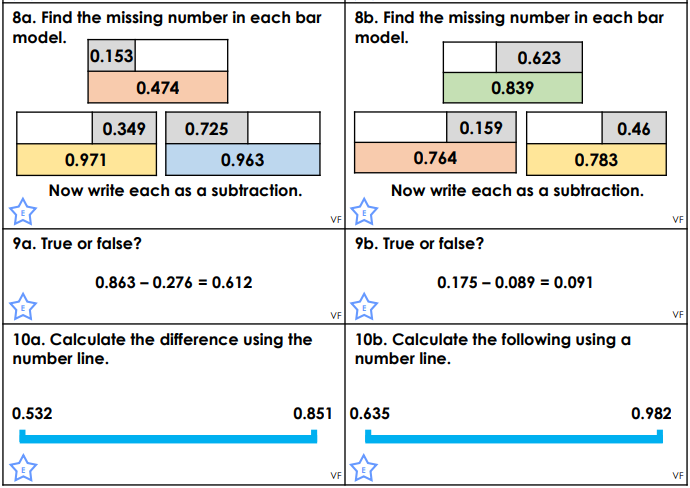 8a. Find the missing number in each bar
model.
0.153
0.474
0.349
0.971
0.725
0.963
Now write each as a subtraction.
E
VF
8b. Find the missing number in each bar
model.
0.623
0.839
0.159
0.764
0.46
0.783
Now write each as a subtraction.
E
VF
9a. True or false?
0.863 – 0.276 = 0.612
E
VF
9b. True or false?
0.175 – 0.089 = 0.091
E
VF
10a. Calculate the difference using the
number line.
0.532
0.851
E
VF
10b. Calculate the following using a
number line.
0.635
0.982
E
VF